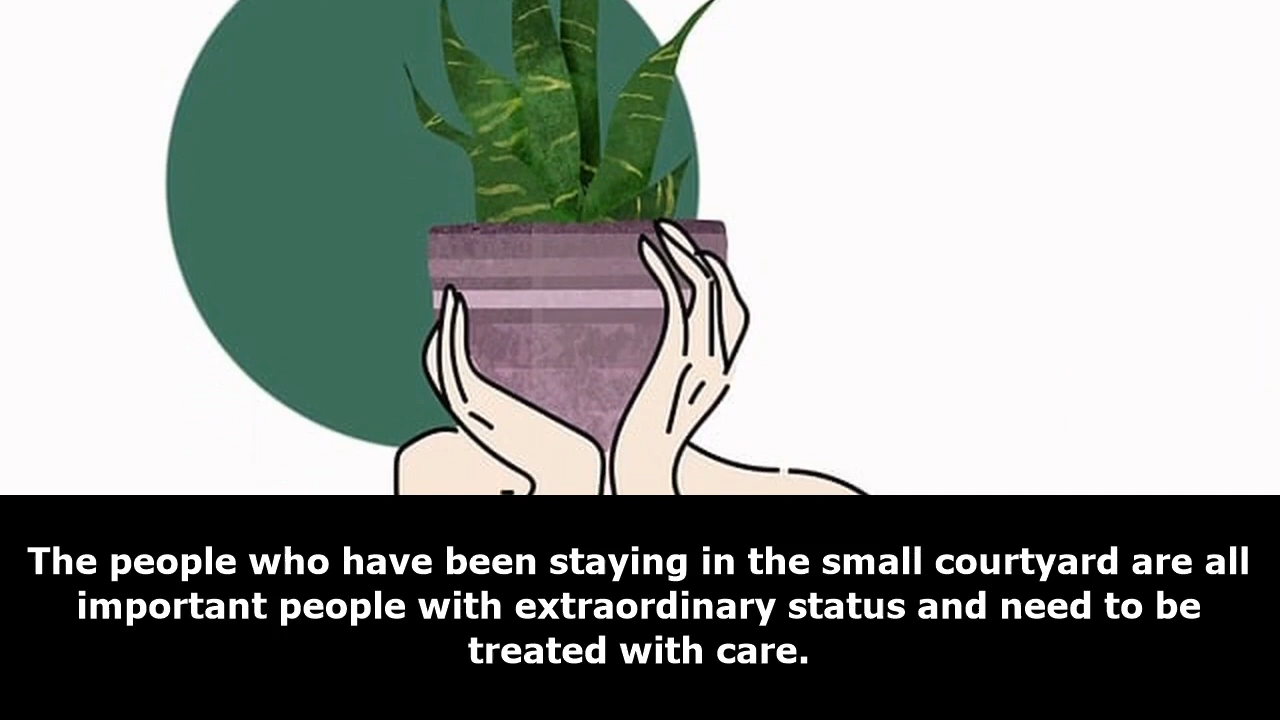 The people who have been staying in the small courtyard are all
important people with extraordinary status and need to be
treated with care.